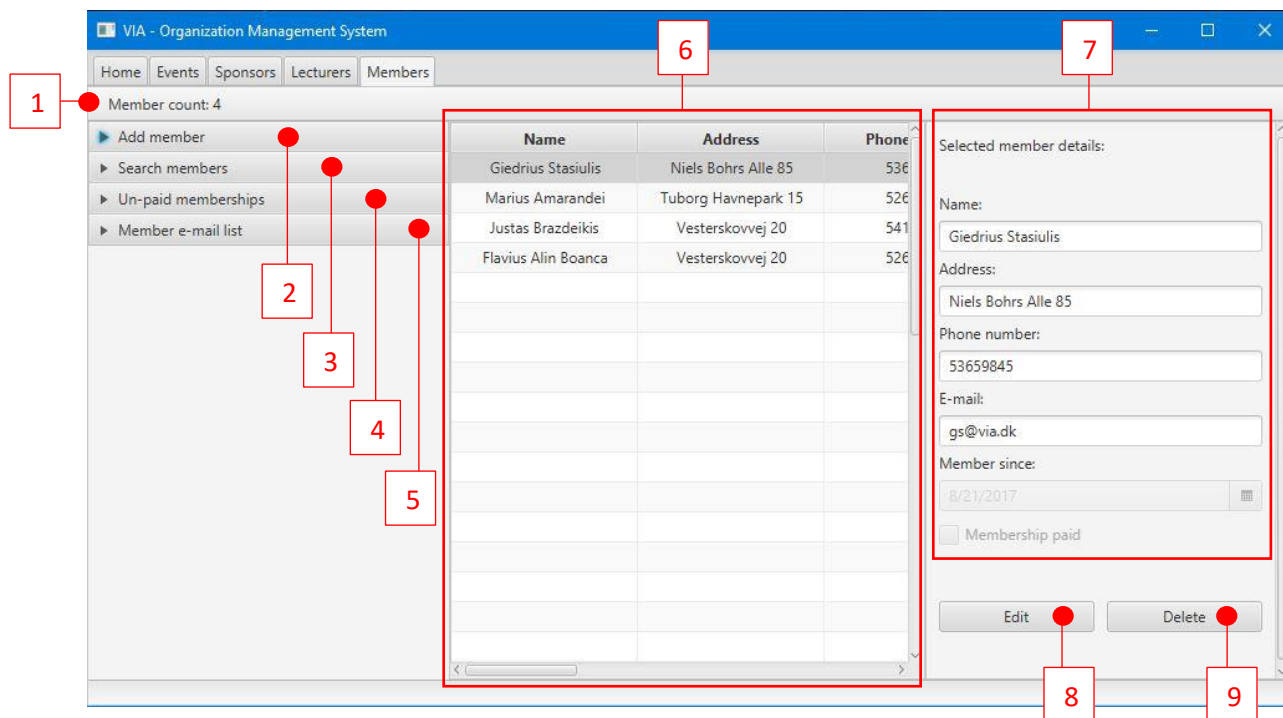 VIA - Organization Management System
6
7
Home Events Sponsors Lecturers Members
1
Member count: 4
Add member
Search members
Un-paid memberships
Member e-mail list
2
3
4
5
Name Address Phone
Giedrius Stasiulis Niels Bohrs Alle 85 536
Marius Amarandei Tuborg Havnepark 15 526
Justas Brazdeikis Vesterskovvej 20 541
Flavius Alin Boanca Vesterskovvej 20 526
Selected member details:
Name:
Giedrius Stasiulis
Address:
Niels Bohrs Alle 85
Phone number:
53659845
E-mail:
gs@via.dk
Member since:
8/21/2017
Membership paid
Edit Delete
8 9